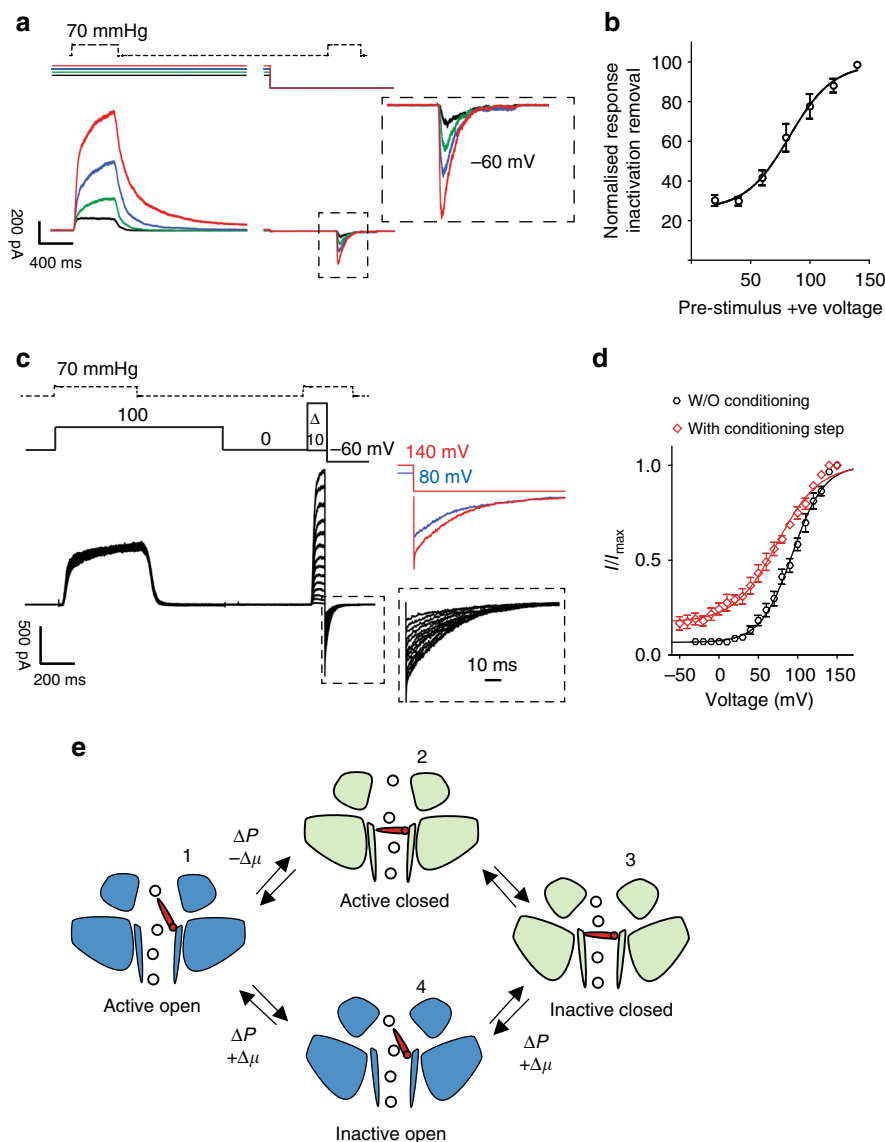 a
70 mmHg
200 pA
400 ms
–60 mV
b
Normalised response
inactivation removal
100
80
60
40
20
50
100
150
Pre-stimulus +ve voltage
c
70 mmHg
100
0
Δ
10
–60 mV
140 mV
80 mV
500 pA
200 ms
10 ms
d
W/O conditioning
With conditioning step
I/Imax
1.0
0.5
0.0
–50
0
50
100
150
Voltage (mV)
e
1
ΔP
–Δμ
2
Active closed
3
Active open
Inactive closed
4
ΔP
+Δμ
ΔP
+Δμ
Inactive open